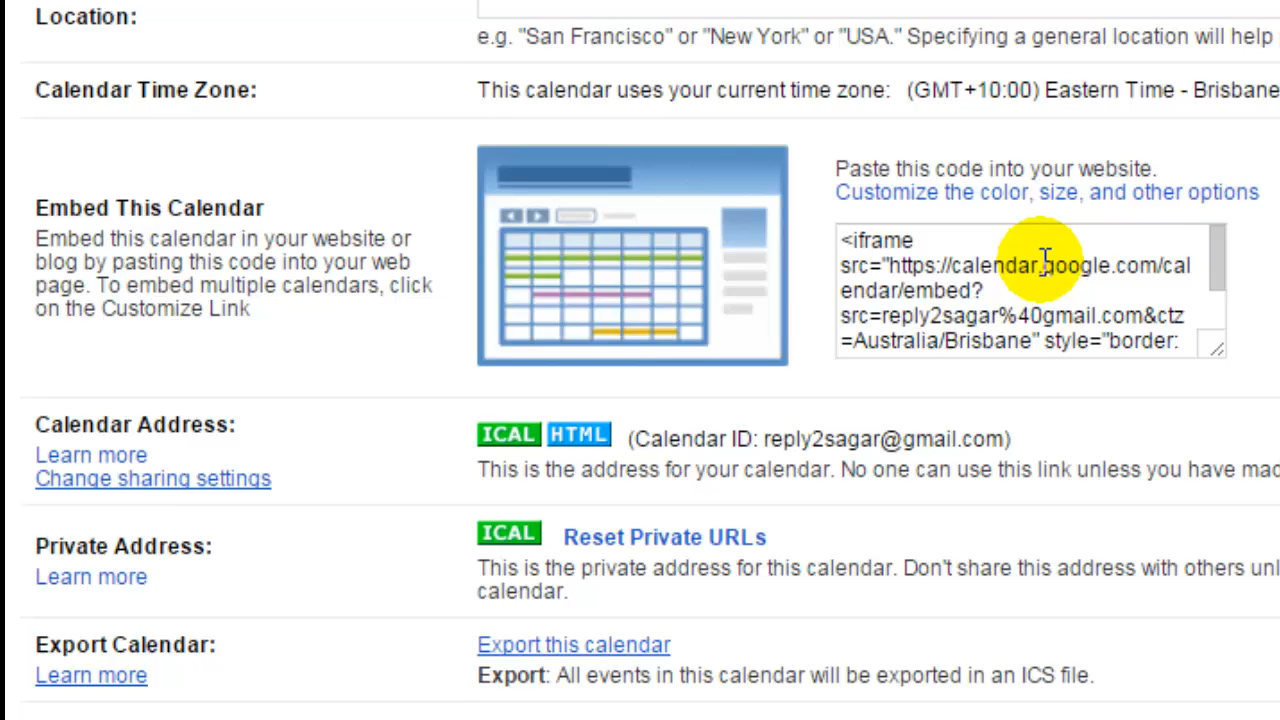 Location:
e.g. "San Francisco" or "New York" or "USA." Specifying a general location will help
Calendar Time Zone:
This calendar uses your current time zone: (GMT+10:00) Eastern Time - Brisbane
Embed This Calendar
Embed this calendar in your website or
blog by pasting this code into your web
page. To embed multiple calendars, click
on the Customize Link
Paste this code into your website.
Customize the color, size, and other options
<iframe
src="https://calendar.google.com/cal
endar/embed?
src=reply2sagar%40gmail.com&ctz
=Australia/Brisbane" style="border:
Calendar Address:
Learn more
Change sharing settings
ICAL HTML (Calendar ID: reply2sagar@gmail.com)
This is the address for your calendar. No one can use this link unless you have mad
Private Address:
Learn more
ICAL Reset Private URLs
This is the private address for this calendar. Don't share this address with others unl
calendar.
Export Calendar:
Learn more
Export this calendar
Export: All events in this calendar will be exported in an ICS file.